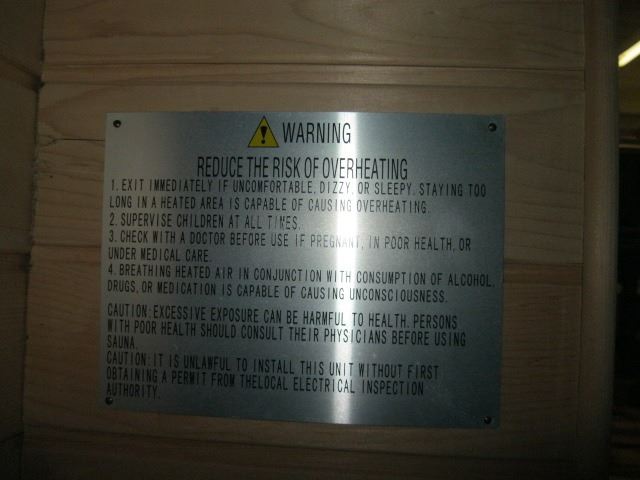 WARNING
REDUCE THE RISK OF OVERHEATING
1. EXIT IMMEDIATELY IF UNCOMFORTABLE, DIZZY, OR SLEEPY. STAYING TOO
LONG IN A HEATED AREA IS CAPABLE OF CAUSING OVERHEATING.
2. SUPERVISE CHILDREN AT ALL TIMES.
3. CHECK WITH A DOCTOR BEFORE USE IF PREGNANT, IN POOR HEALTH, OR
UNDER MEDICAL CARE.
4. BREATHING HEATED AIR IN CONJUNCTION WITH CONSUMPTION OF ALCOHOL,
DRUGS, OR MEDICATION IS CAPABLE OF CAUSING UNCONSCIOUSNESS.
CAUTION: EXCESSIVE EXPOSURE CAN BE HARMFUL TO HEALTH. PERSONS
WITH POOR HEALTH SHOULD CONSULT THEIR PHYSICIANS BEFORE USING
SAUNA.
CAUTION: IT IS UNLAWFUL TO INSTALL THIS UNIT WITHOUT FIRST
OBTAINING A PERMIT FROM THELOCAL ELECTRICAL INSPECTION
AUTHORITY.